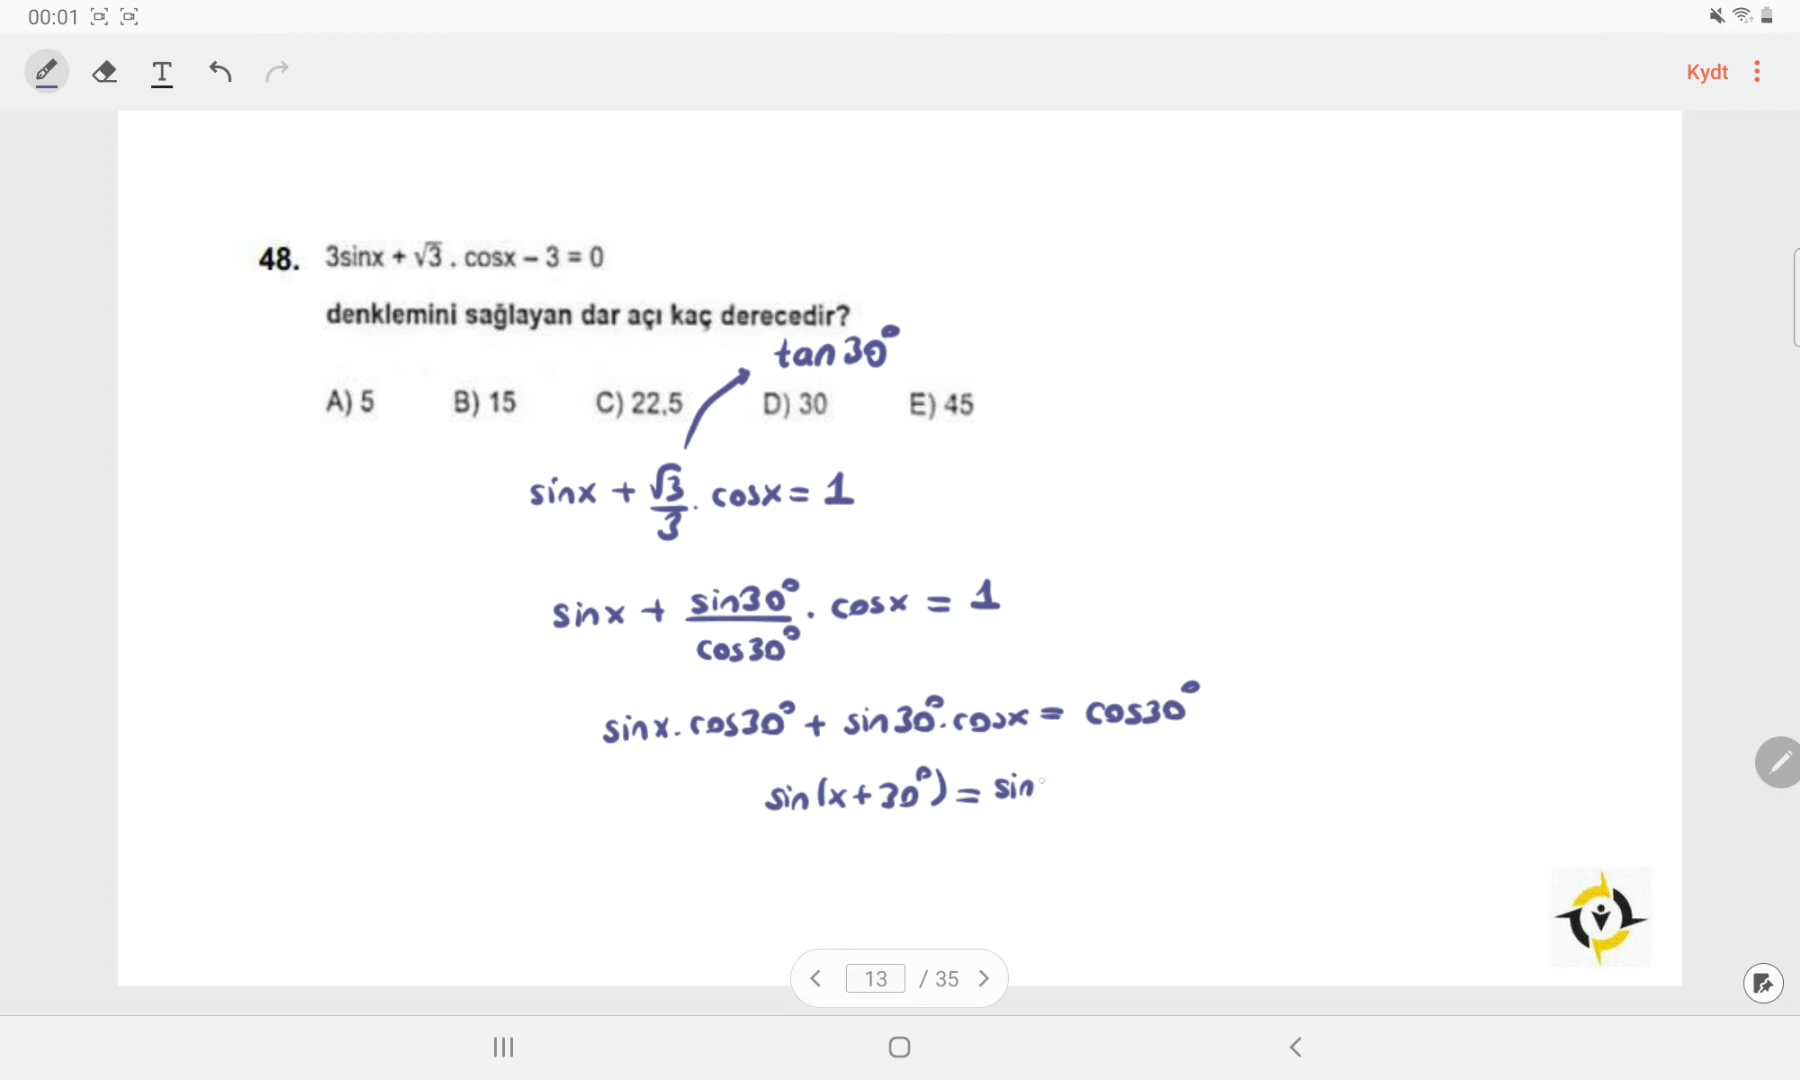 00:01
Kydt
48. 3sinx + √3 . cosx – 3 = 0
denklemini sağlayan dar açı kaç derecedir?
tan30°
A) 5 B) 15 C) 22,5 D) 30 E) 45
sinx + √3/3 . cosx = 1
sinx + sin30°/cos30° . cosx = 1
sinx.cos30° + sin30°.cosx = cos30°
sin(x+30°) = sin
13 / 35